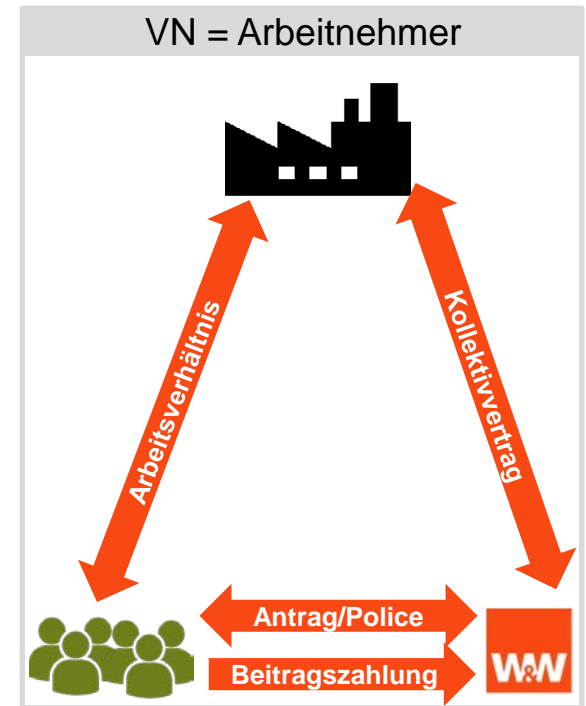 VN = Arbeitnehmer
Arbeitsverhältnis
Kollektivvertrag
Antrag/Police
Beitragszahlung
W&W